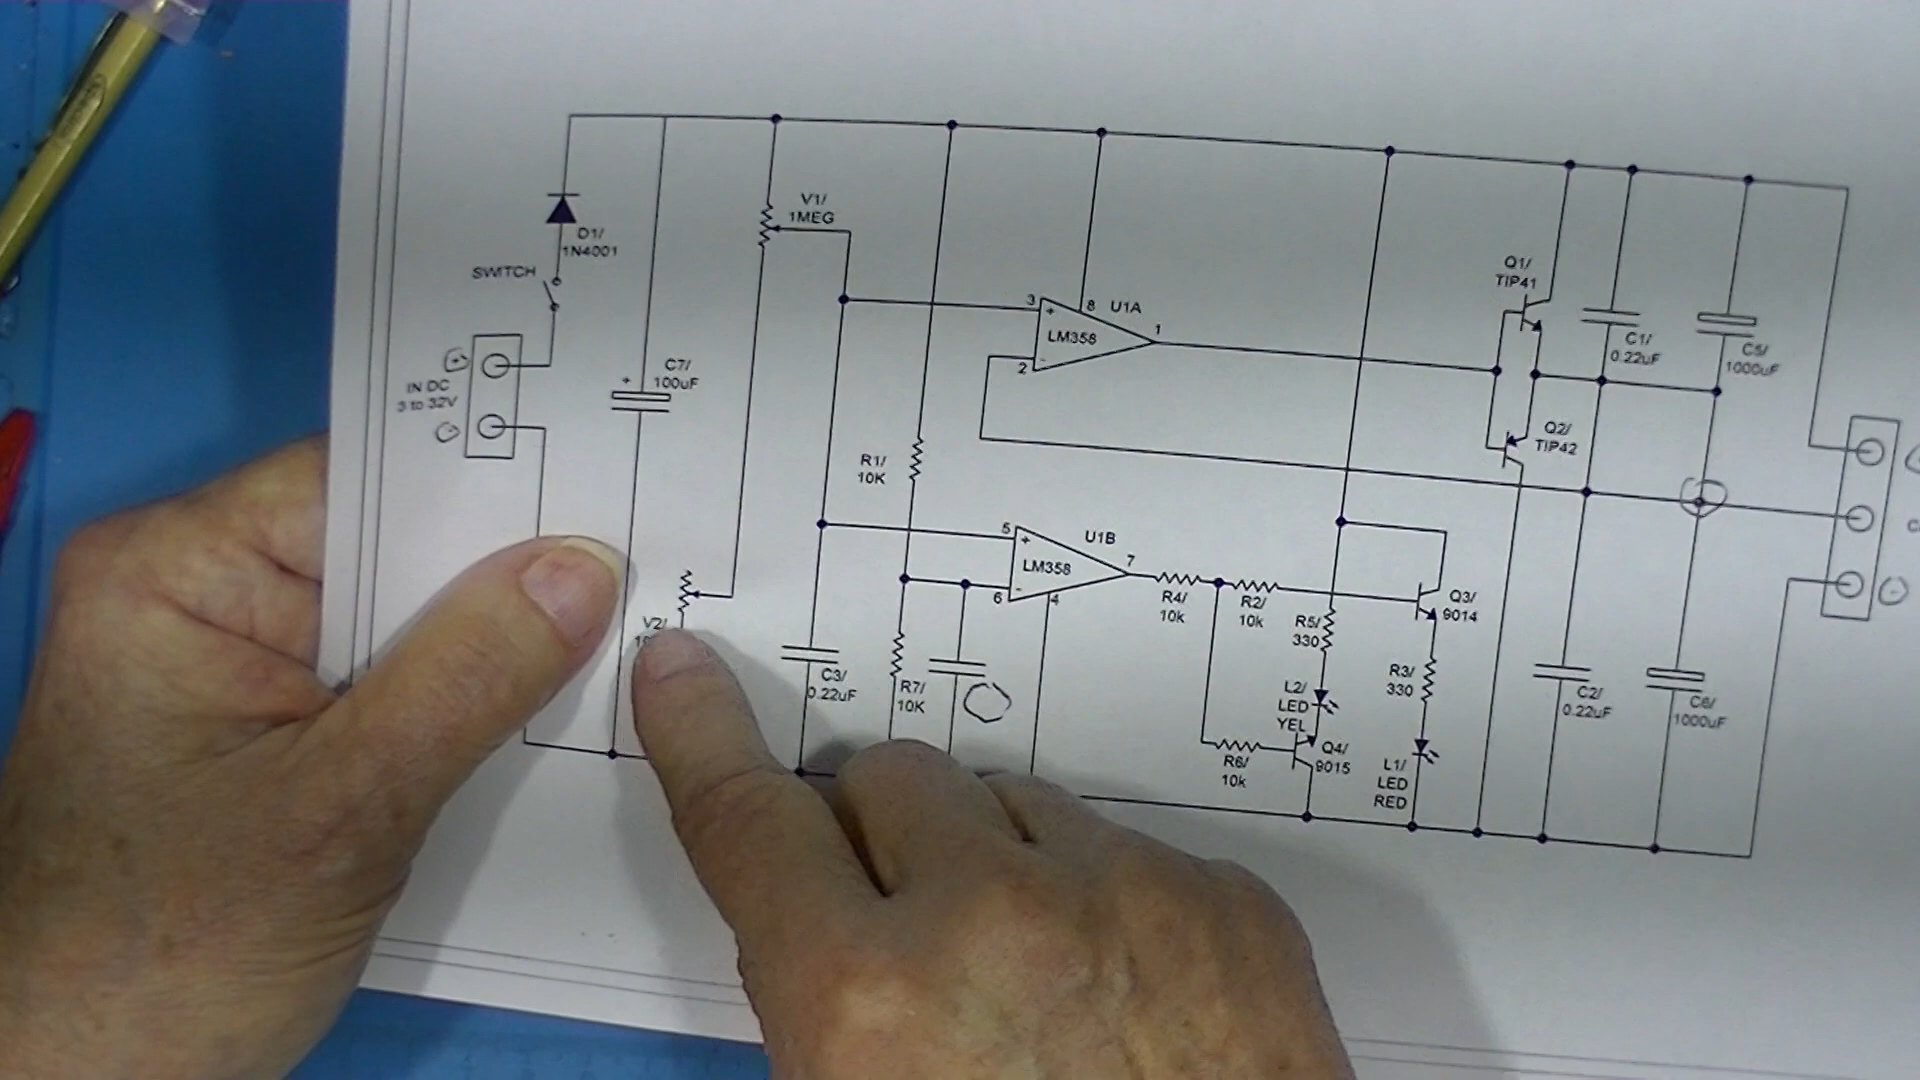 V1/
1MEG
D1/
1N4001
SWITCH
IN DC
3 to 32V
+
C7/
100uF
R1/
10K
3
+
8
U1A
LM358
1
-
2
Q1/
TIP41
C1/
0.22uF
C5/
1000uF
Q2/
TIP42
5
+
U1B
LM358
7
-
6
4
V2/
C3/
0.22uF
R7/
10K
R4/
10k
R2/
10k
R5/
330
Q3/
9014
R3/
330
L2/
LED
YEL
Q4/
9015
R6/
10k
L1/
LED
RED
C2/
0.22uF
C6/
1000uF